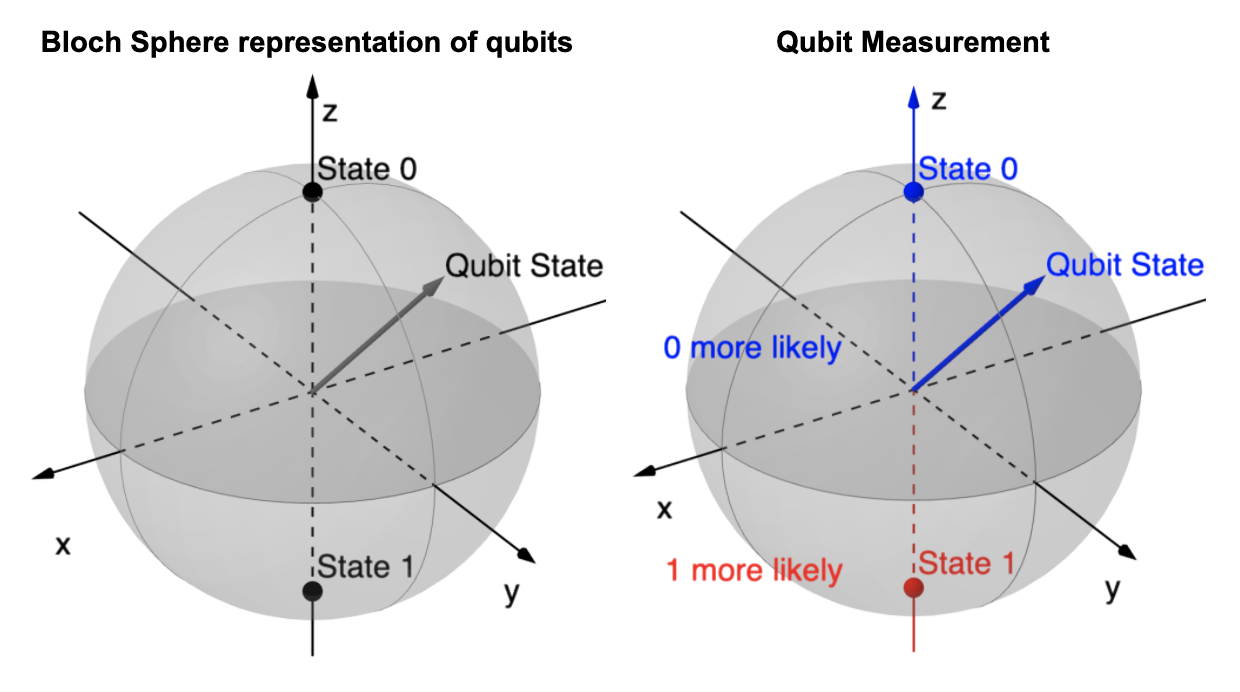 Bloch Sphere representation of qubits
z
State 0
Qubit State
x
State 1
y
Qubit Measurement
z
State 0
Qubit State
0 more likely
x
1 more likely
State 1
y